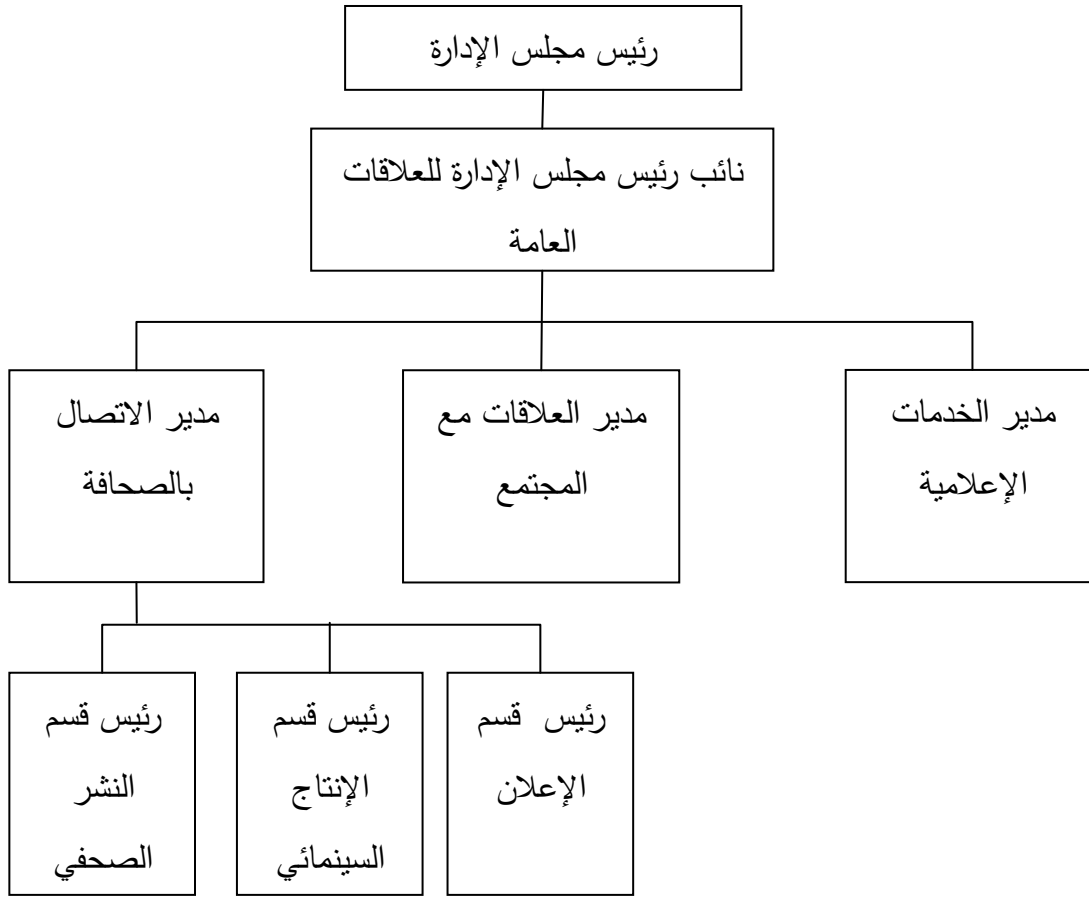 رئيس مجلس الإدارة
نائب رئيس مجلس الإدارة للعلاقات
العامة
مدير الخدمات
الإعلامية
مدير العلاقات مع
المجتمع
مدير الاتصال
بالصحافة
رئيس قسم
الإعلان
رئيس قسم
الإنتاج
السينمائي
رئيس قسم
النشر
الصحفي